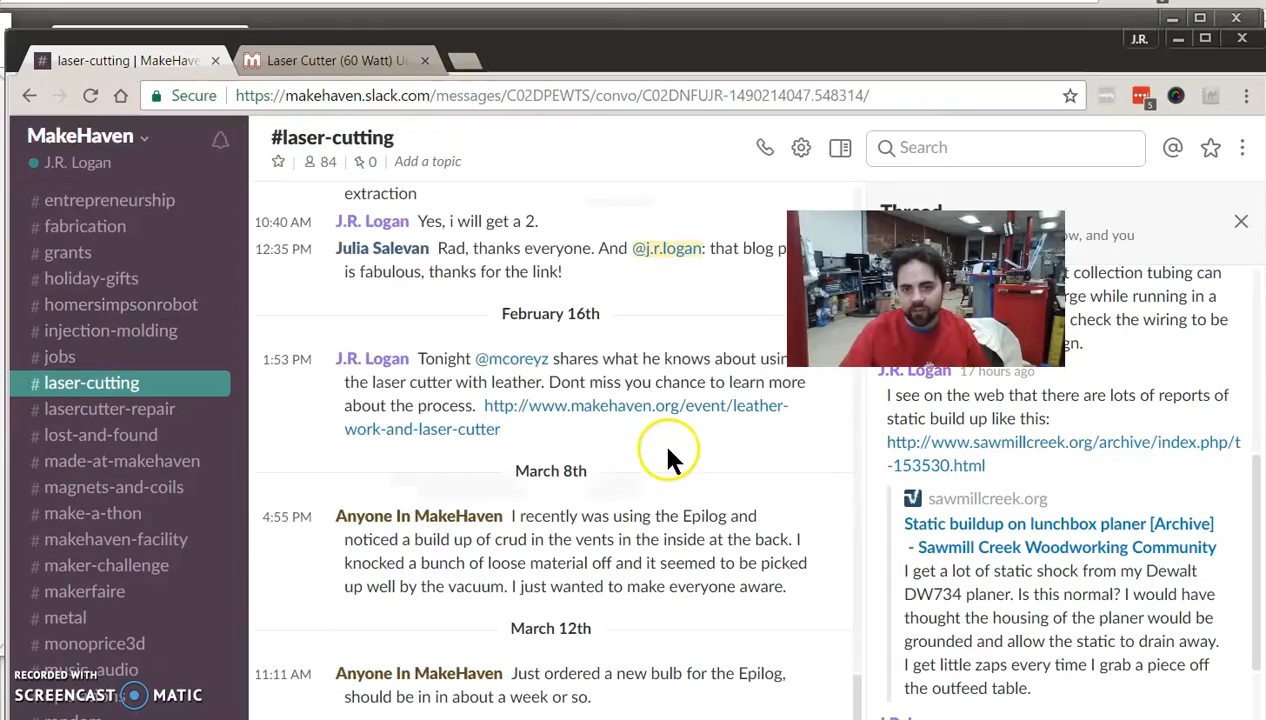 J.R.
laser-cutting | MakeHave
Laser Cutter (60 Watt) U
Secure
https://makehaven.slack.com/messages/C02DPEWTS/convo/C02DNFUJR-1490214047.548314/
5
MakeHaven
J.R. Logan
# entrepreneurship
# fabrication
# grants
# holiday-gifts
# homersimpsonrobot
# injection-molding
# jobs
# laser-cutting
# lasercutter-repair
# lost-and-found
# made-at-makehaven
# magnets-and-coils
# make-a-thon
# makehaven-facility
# maker-challenge
# makerfaire
# metal
# monoprice3d
# music_audio
RECORDED WITH
SCREENCAST MATIC
#laser-cutting
84
0
Add a topic
Search
extraction
10:40 AM J.R. Logan Yes, i will get a 2.
12:35 PM Julia Salevan Rad, thanks everyone. And @j.r.logan: that blog p
is fabulous, thanks for the link!
February 16th
1:53 PM J.R. Logan Tonight @mcoreyz shares what he knows about usin
the laser cutter with leather. Dont miss you chance to learn more
about the process. http://www.makehaven.org/event/leather-
work-and-laser-cutter
March 8th
4:55 PM Anyone In MakeHaven I recently was using the Epilog and
noticed a build up of crud in the vents in the inside at the back. I
knocked a bunch of loose material off and it seemed to be picked
up well by the vacuum. I just wanted to make everyone aware.
March 12th
11:11 AM Anyone In MakeHaven Just ordered a new bulb for the Epilog,
should be in in about a week or so.
Thread
ow, and you
t collection tubing can
rge while running in a
check the wiring to be
gn.
J.R. Logan 17 hours ago
I see on the web that there are lots of reports of
static build up like this:
http://www.sawmillcreek.org/archive/index.php/t
-153530.html
sawmillcreek.org
Static buildup on lunchbox planer [Archive]
- Sawmill Creek Woodworking Community
I get a lot of static shock from my Dewalt
DW734 planer. Is this normal? I would have
thought the housing of the planer would be
grounded and allow the static to drain away.
I get little zaps every time I grab a piece off
the outfeed table.